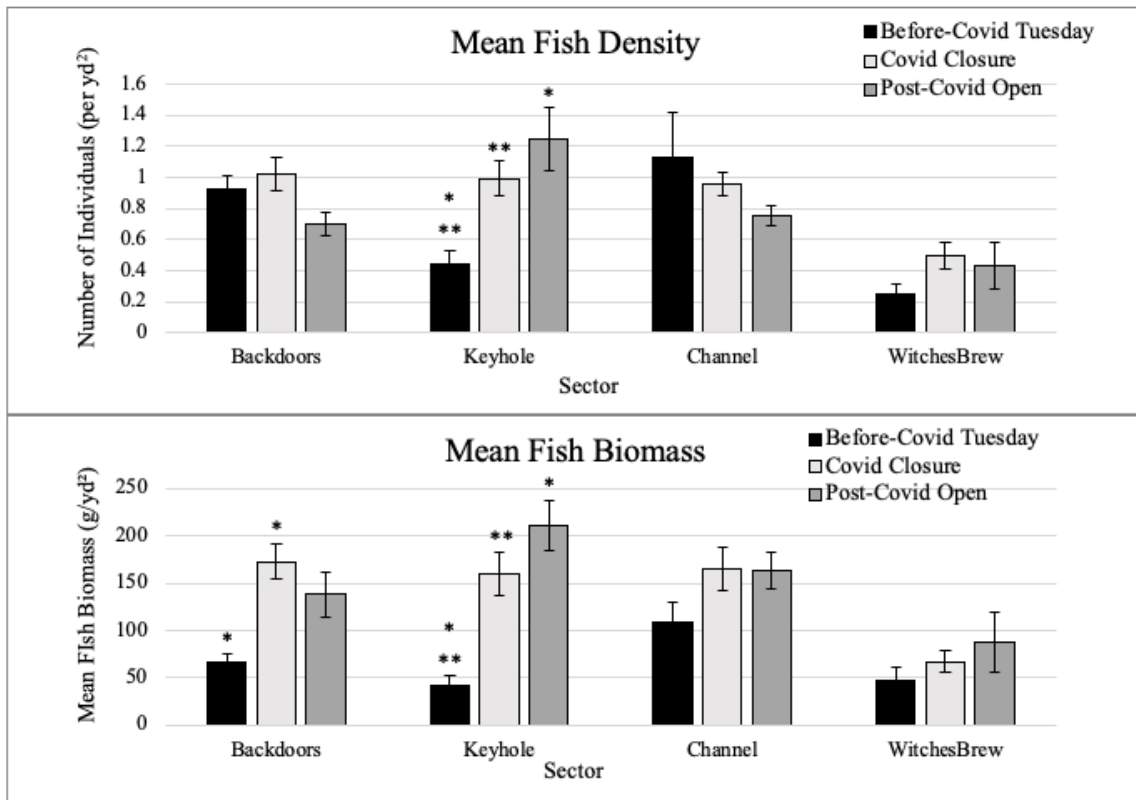 Mean Fish Density
Before-Covid Tuesday
Covid Closure
Post-Covid Open
Number of Individuals (per yd²)
1.6
1.4
1.2
1
0.8
0.6
0.4
0.2
0
*
**
**
*
Backdoors Keyhole Channel WitchesBrew
Sector
Mean Fish Biomass
Before-Covid Tuesday
Covid Closure
Post-Covid Open
Mean FIsh Biomass (g/yd²)
250
200
150
100
50
0
*
*
*
**
**
*
Backdoors Keyhole Channel WitchesBrew
Sector